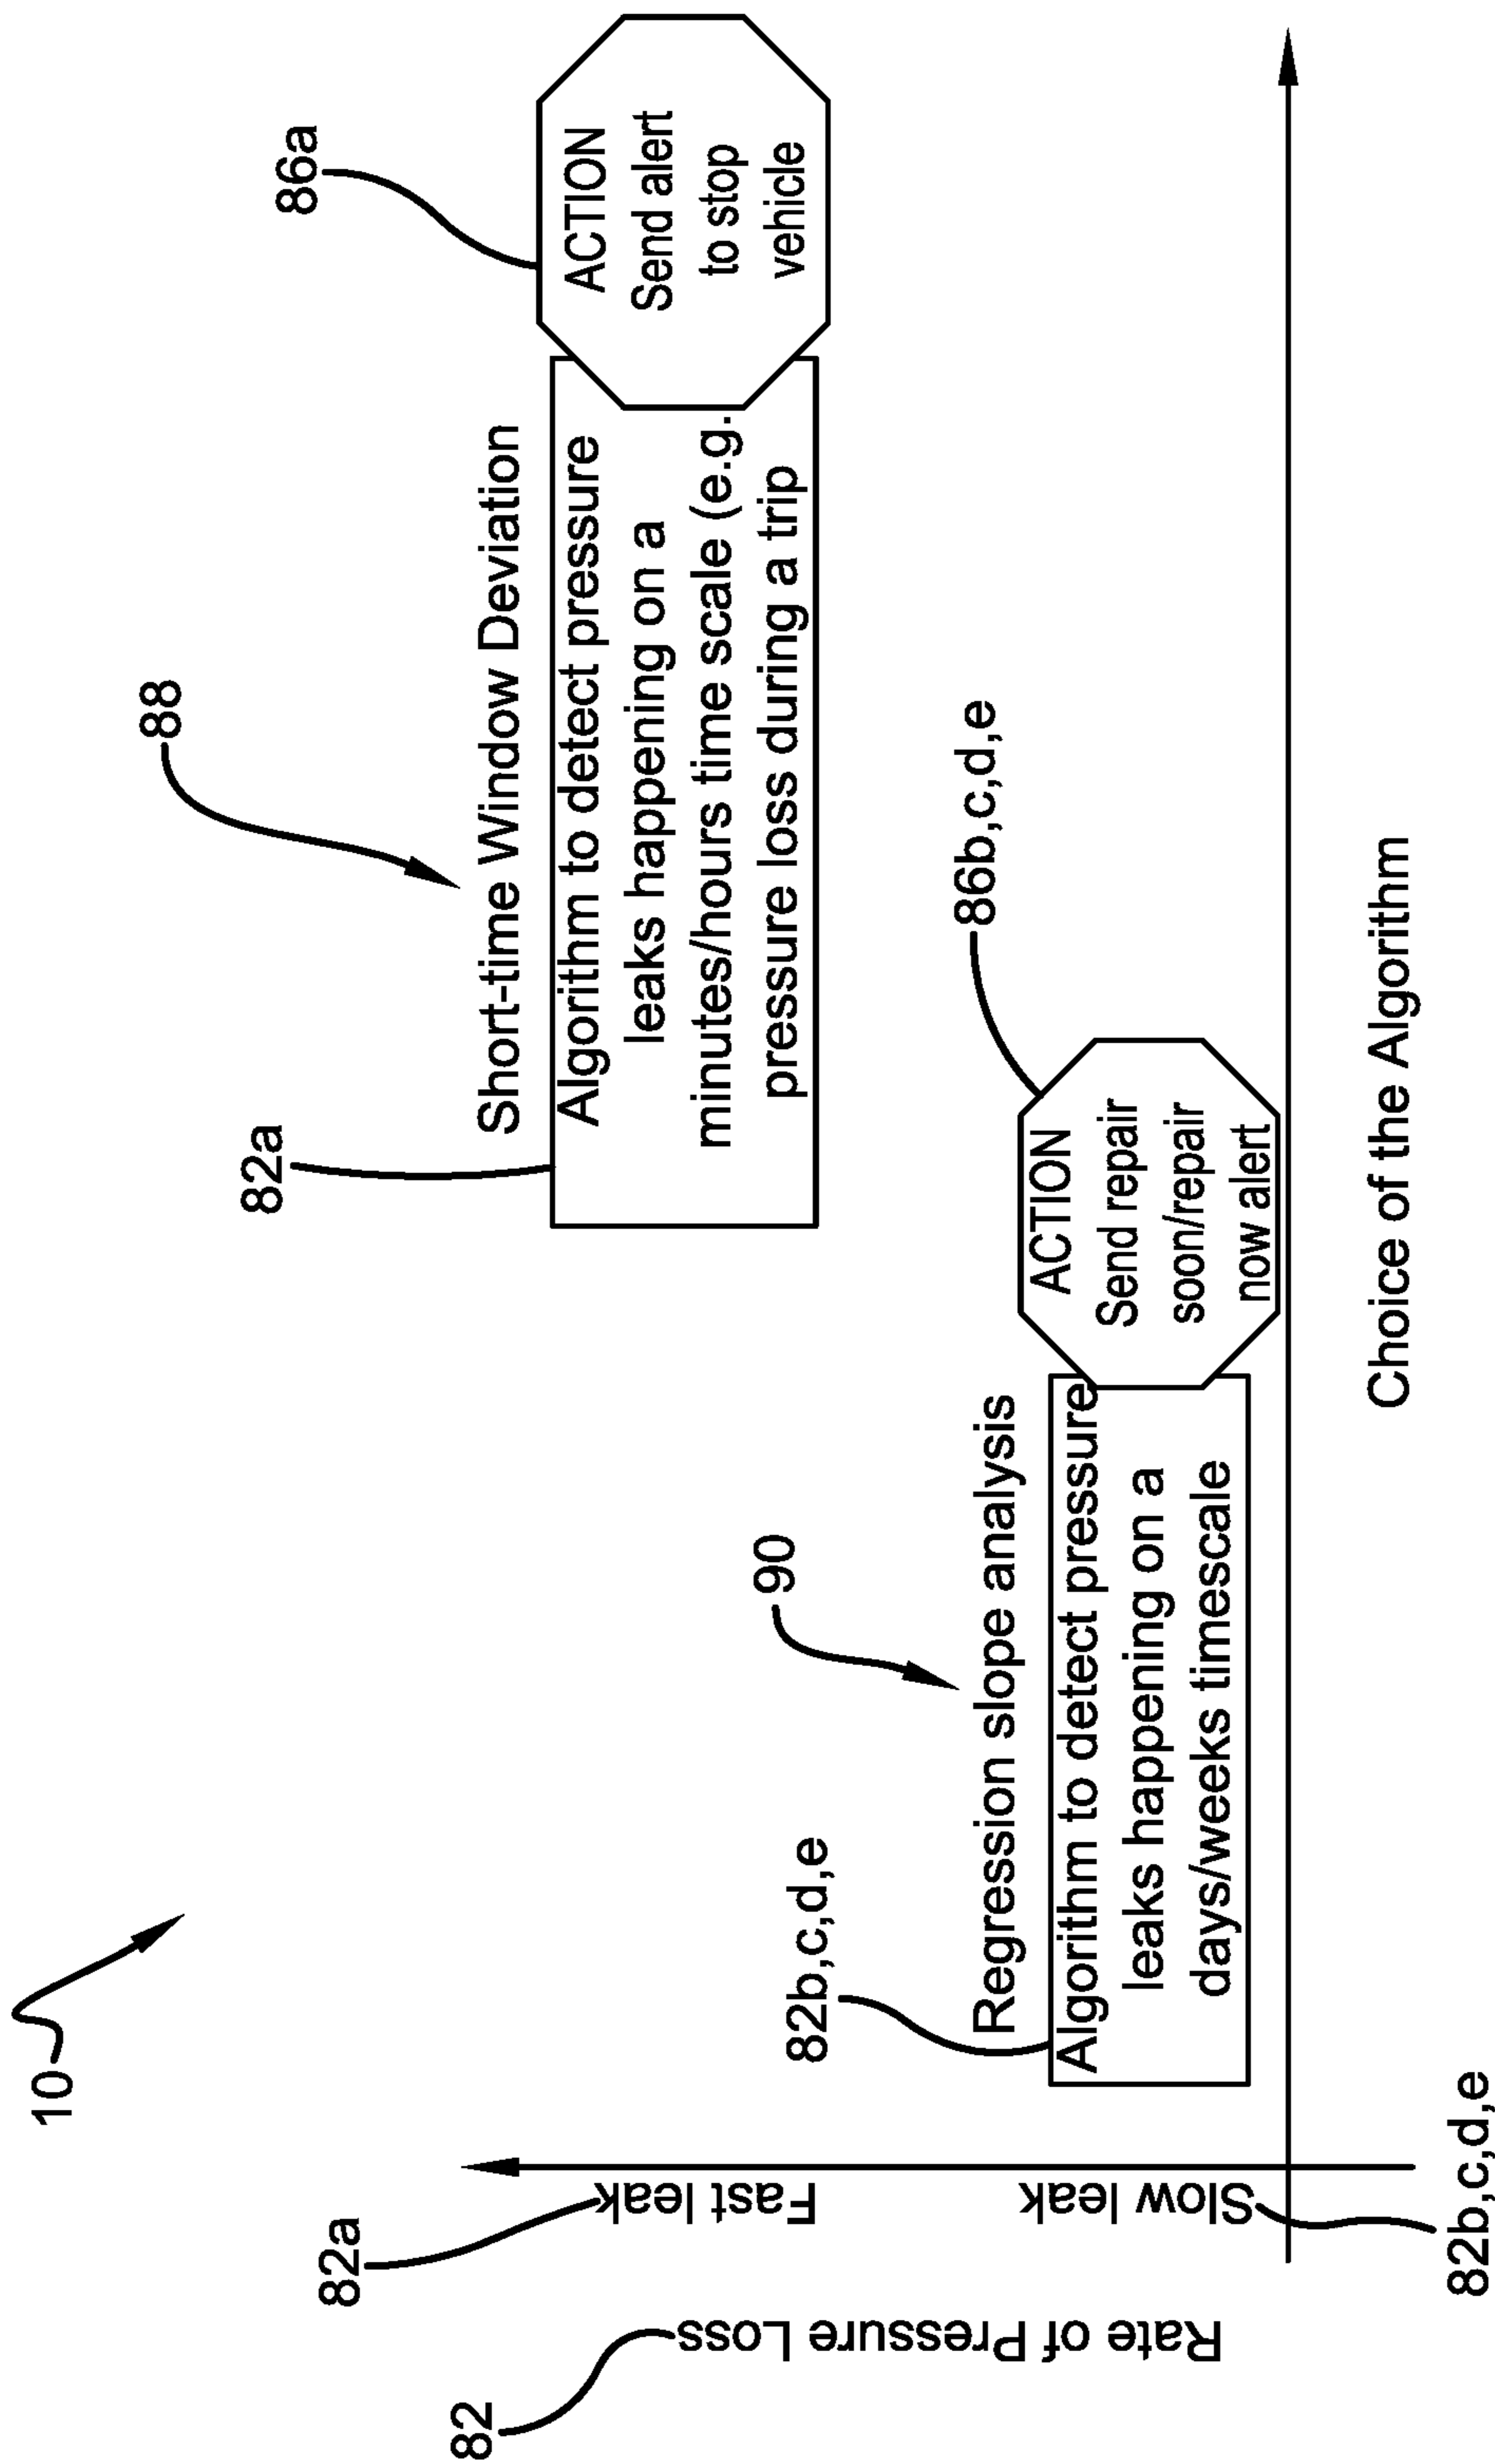 10
82
Rate of Pressure Loss
82a
Fast leak
Slow leak
82b,c,d,e
88
Short-time Window Deviation
82a
Algorithm to detect pressure
leaks happening on a
minutes/hours time scale (e.g.
pressure loss during a trip
86a
ACTION
Send alert
to stop
vehicle
90
Regression slope analysis
82b,c,d,e
Algorithm to detect pressure
leaks happening on a
days/weeks timescale
86b,c,d,e
ACTION
Send repair
soon/repair
now alert
Choice of the Algorithm